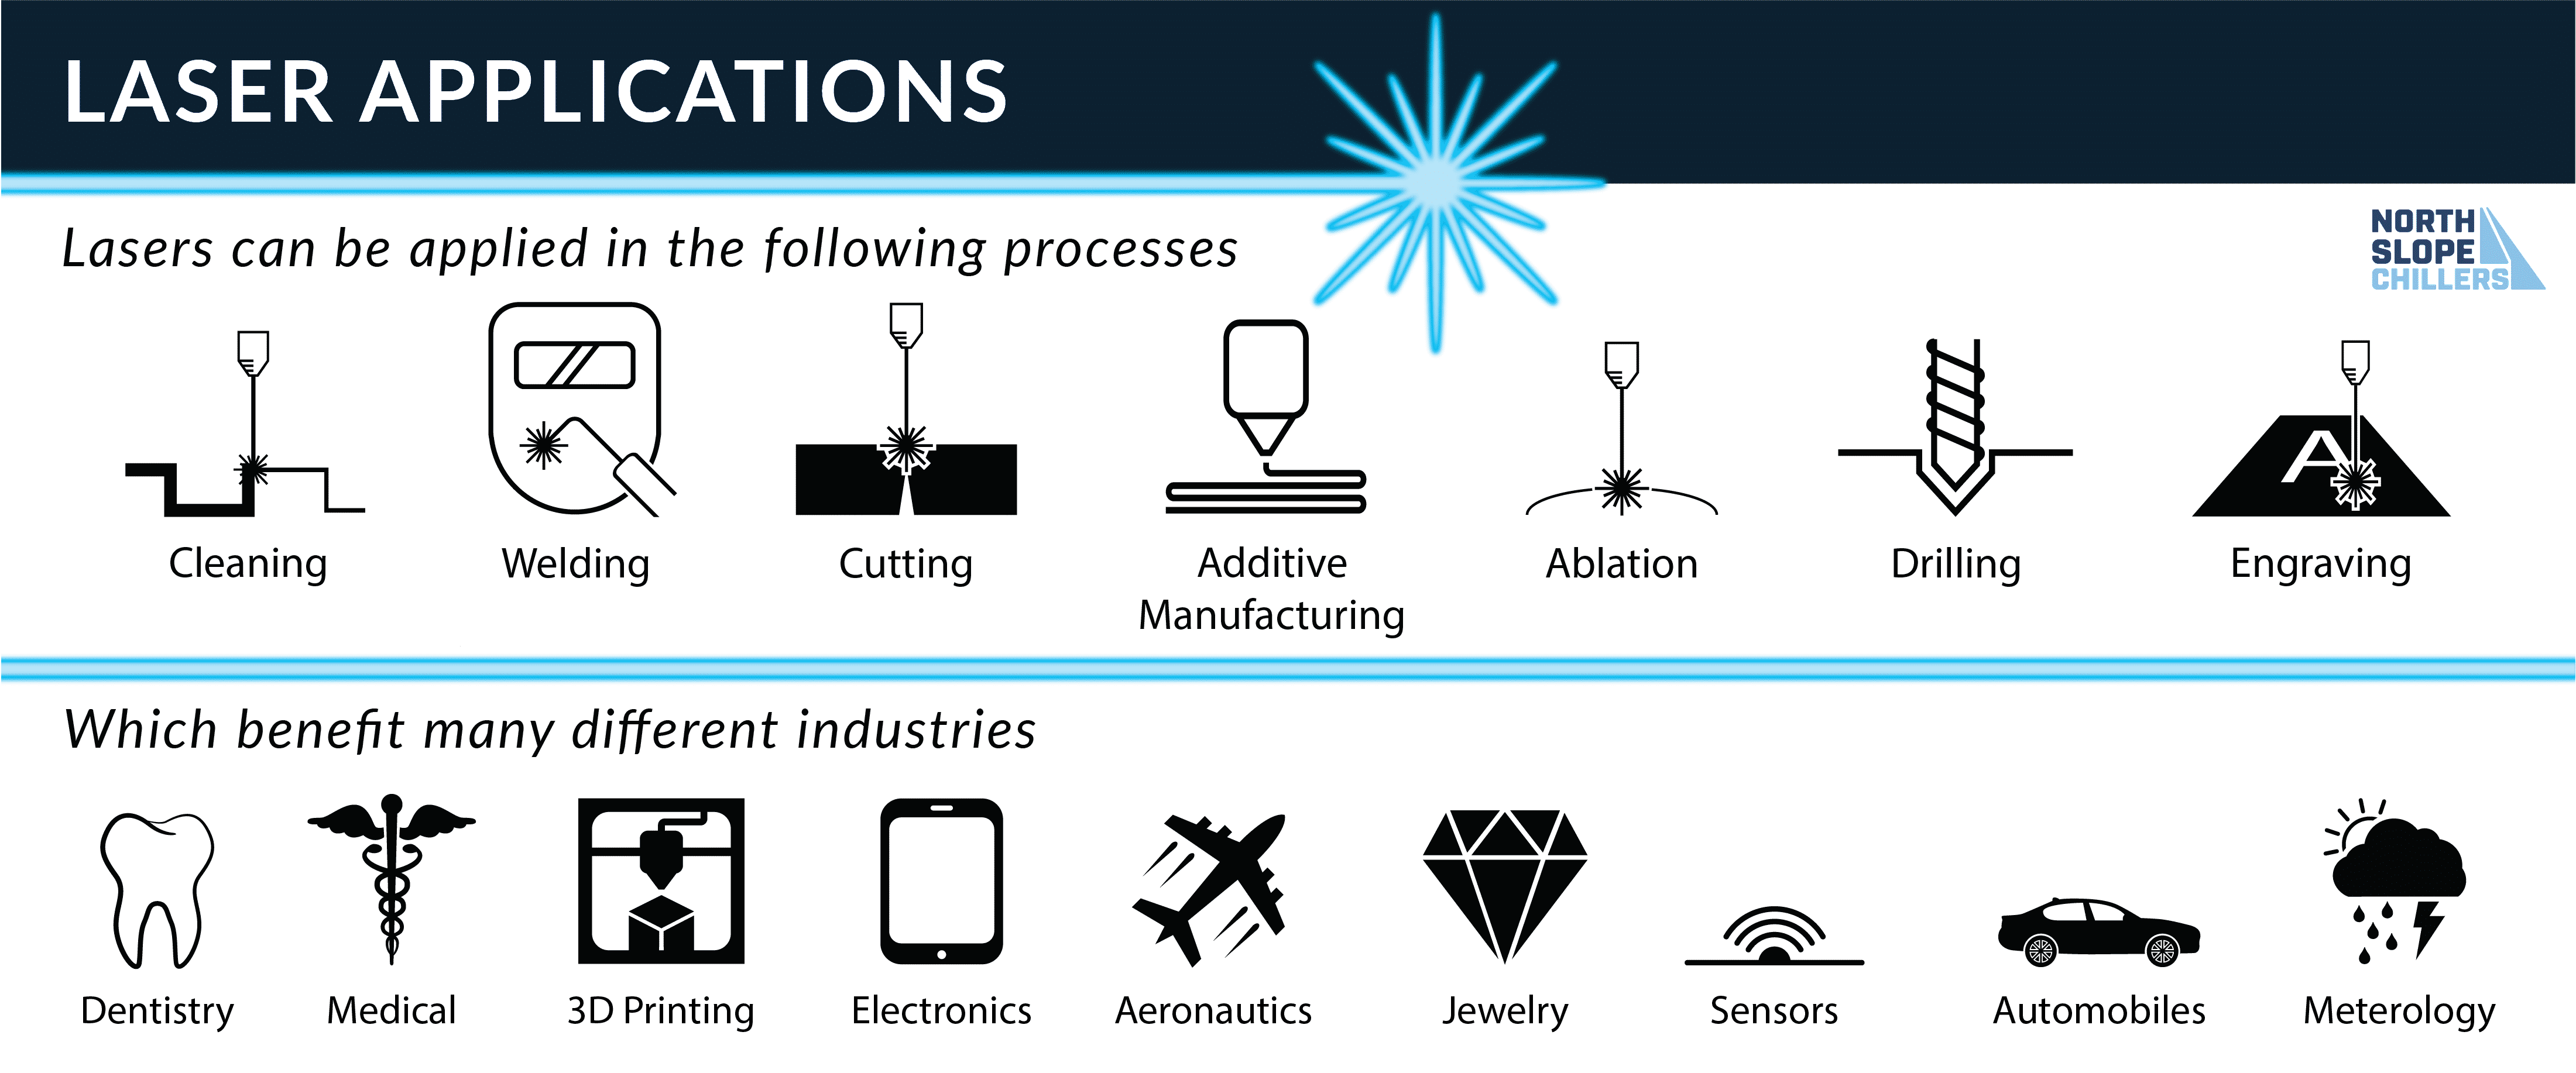 LASER APPLICATIONS
Lasers can be applied in the following processes
NORTH
SLOPE
CHILLERS
Cleaning
Welding
Cutting
Additive
Manufacturing
Ablation
Drilling
A
Engraving
Which benefit many different industries
Dentistry
Medical
3D Printing
Electronics
Aeronautics
Jewelry
Sensors
Automobiles
Meterology